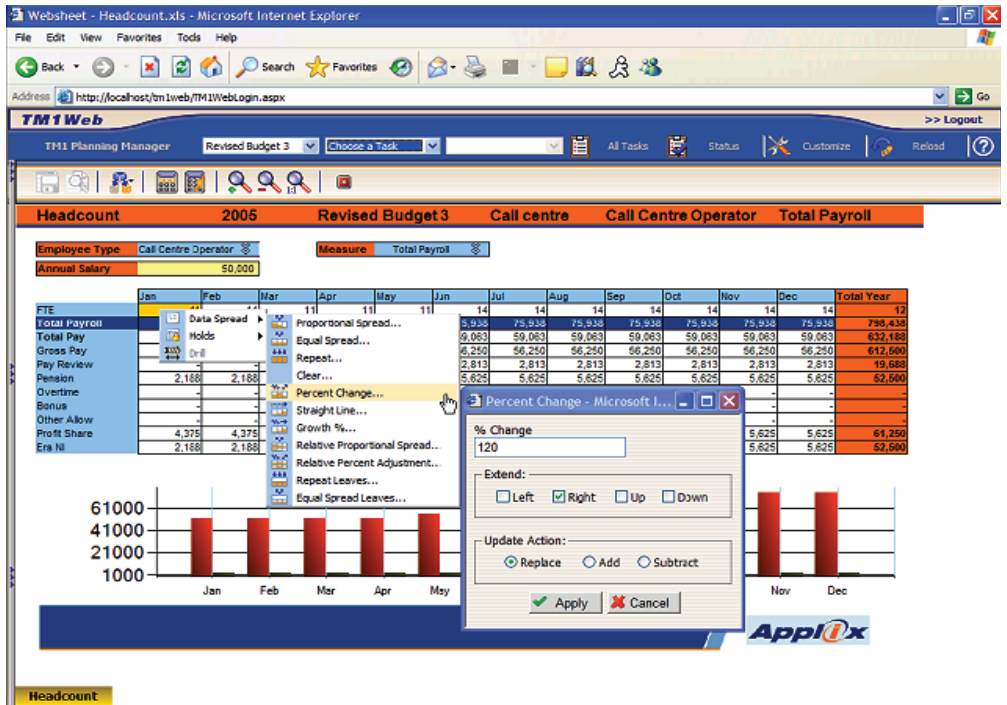 Websheet - Headcount.xls - Microsoft Internet Explorer
File Edit View Favorites Tools Help
Back Search Favorites
Address http://localhost/tm1web/TM1WebLogin.aspx Go
TM1Web >> Logout
TM1 Planning Manager Revised Budget 3 Choose a Task All Tasks Status Customize Reload
Headcount 2005 Revised Budget 3 Call centre Call Centre Operator Total Payroll
Employee Type Call Centre Operator Measure Total Payroll
Annual Salary 50,000
Jan Feb Mar Apr May Jun Jul Aug Sep Oct Nov Dec Total Year
FTE 11 11 11 11 11 14 14 14 14 14 14 12
Total Payroll 75,938 75,938 75,938 75,938 75,938 75,938 798,438
Total Pay 59,063 59,063 59,063 59,063 59,063 59,063 632,188
Gross Pay 56,250 56,250 56,250 56,250 56,250 56,250 612,500
Pay Review - - 2,813 2,813 2,813 2,813 2,813 2,813 19,688
Pension 2,188 2,188 5,625 5,625 5,625 5,625 5,625 5,625 52,500
Overtime - -
Bonus - -
Other Allow - -
Profit Share 4,375 4,375 5,625 5,625 61,250
Ers NI 2,188 2,188 5,625 5,625 52,500
Data Spread
Holds
Drill
Proportional Spread...
Equal Spread...
Repeat...
Clear...
Percent Change...
Straight Line...
Growth %...
Relative Proportional Spread...
Relative Percent Adjustment...
Repeat Leaves...
Equal Spread Leaves...
Percent Change - Microsoft I...
% Change
120
Extend:
Left Right Up Down
Update Action:
Replace Add Subtract
Apply Cancel
61000
41000
21000
1000
Jan Feb Mar Apr May Nov Dec
Applix
Headcount